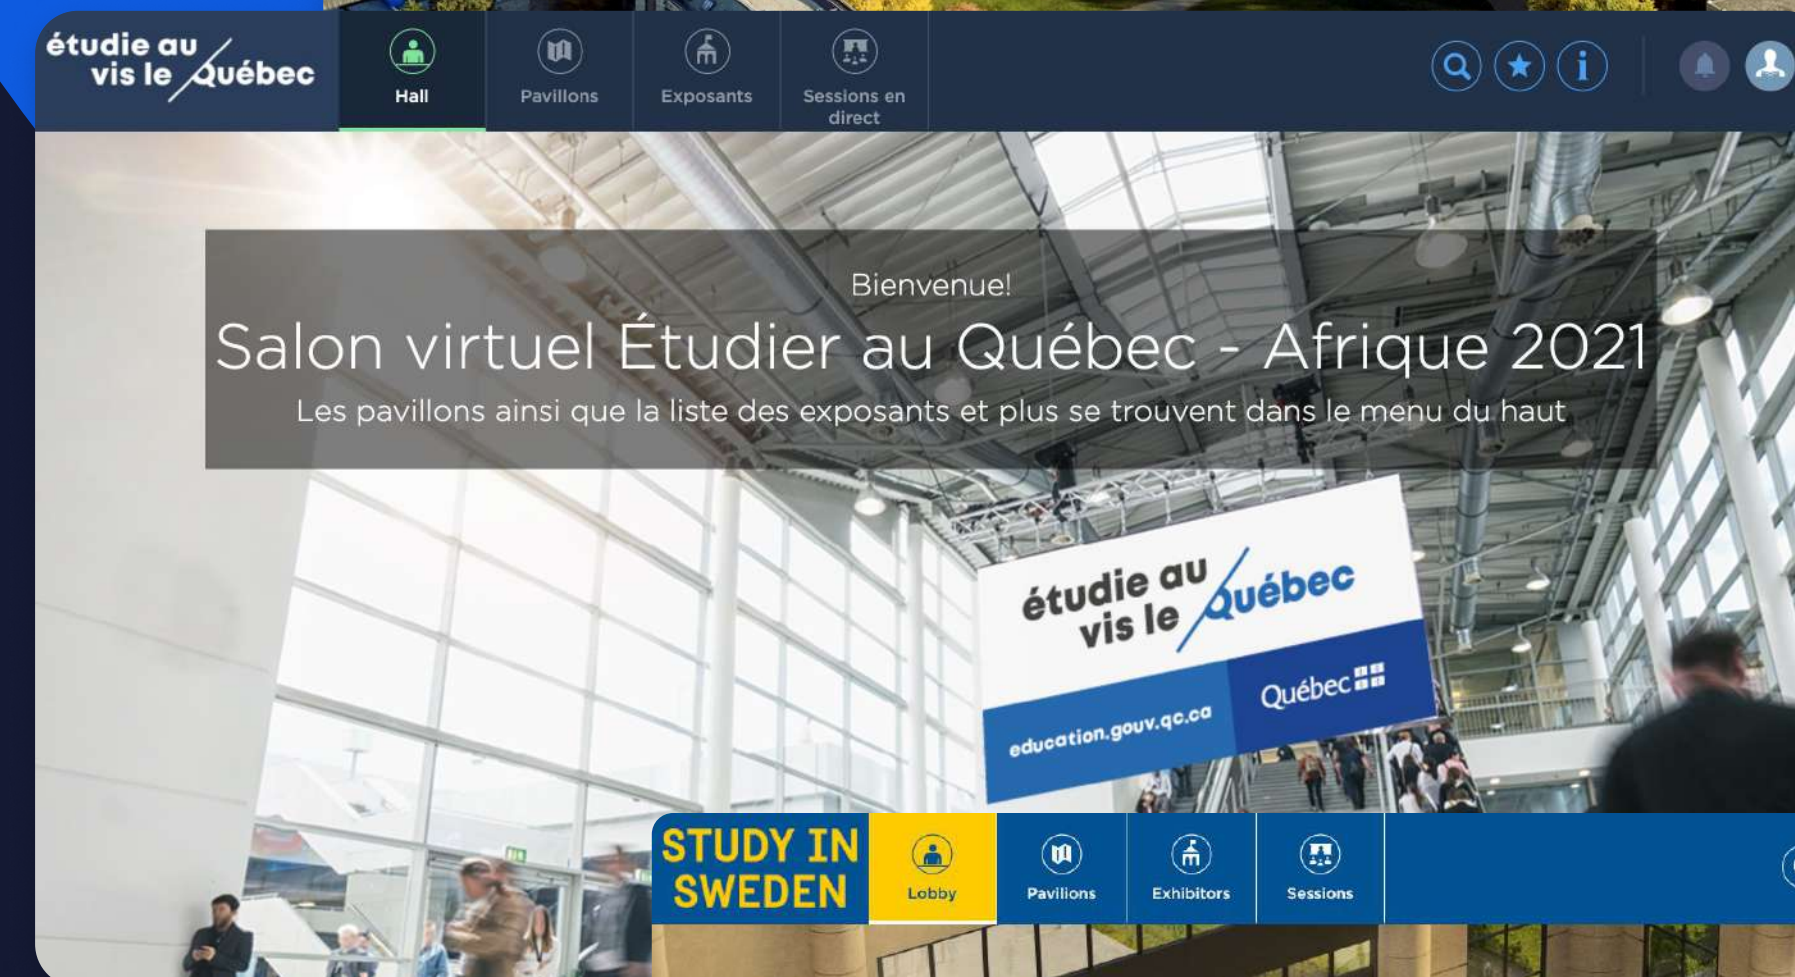 étudie au
vis le Québec
Hall
Pavillons
Exposants
Sessions en
direct
Bienvenue!
Salon virtuel Étudier au Québec - Afrique 2021
Les pavillons ainsi que la liste des exposants et plus se trouvent dans le menu du haut
étudie au
vis le Québec
education.gouv.qc.ca
Québec
STUDY IN
SWEDEN
Lobby
Pavilions
Exhibitors
Sessions